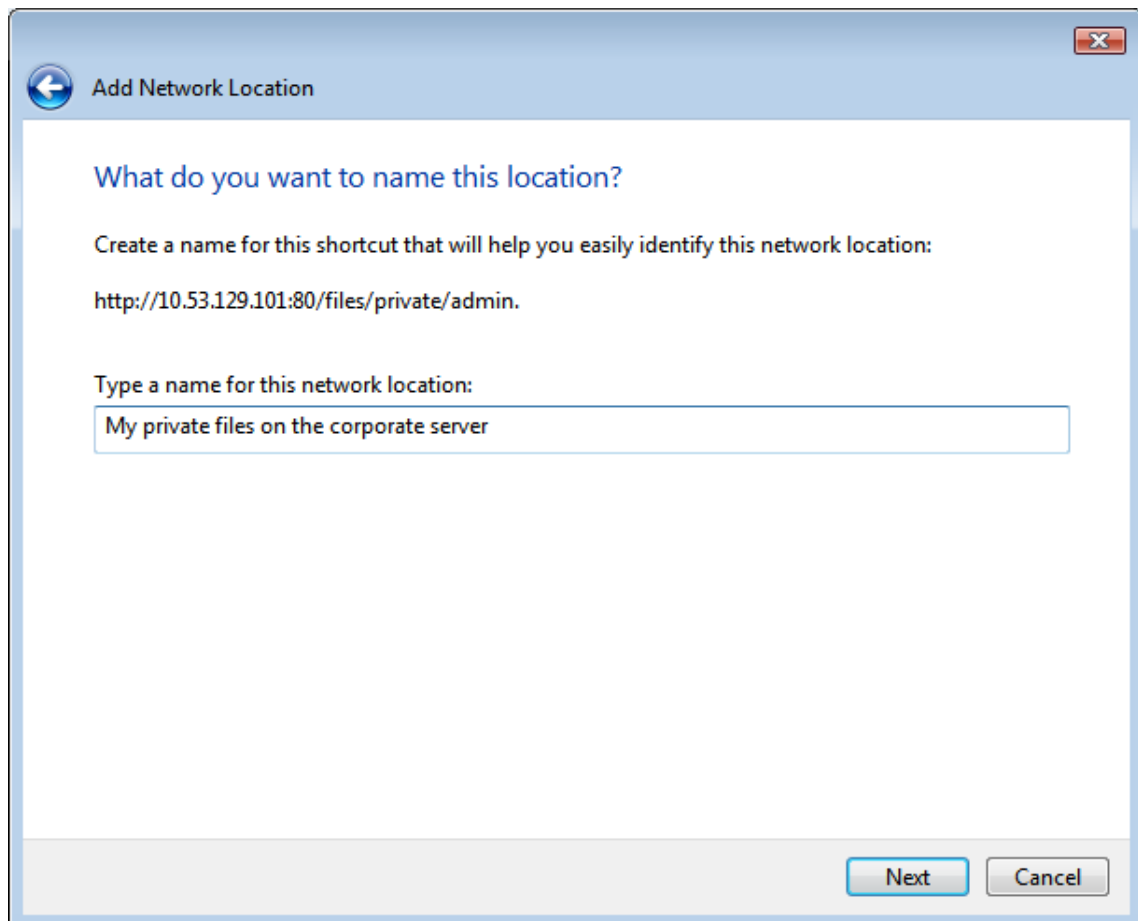 Add Network Location
What do you want to name this location?
Create a name for this shortcut that will help you easily identify this network location:
http://10.53.129.101:80/files/private/admin.
Type a name for this network location:
My private files on the corporate server
Next Cancel